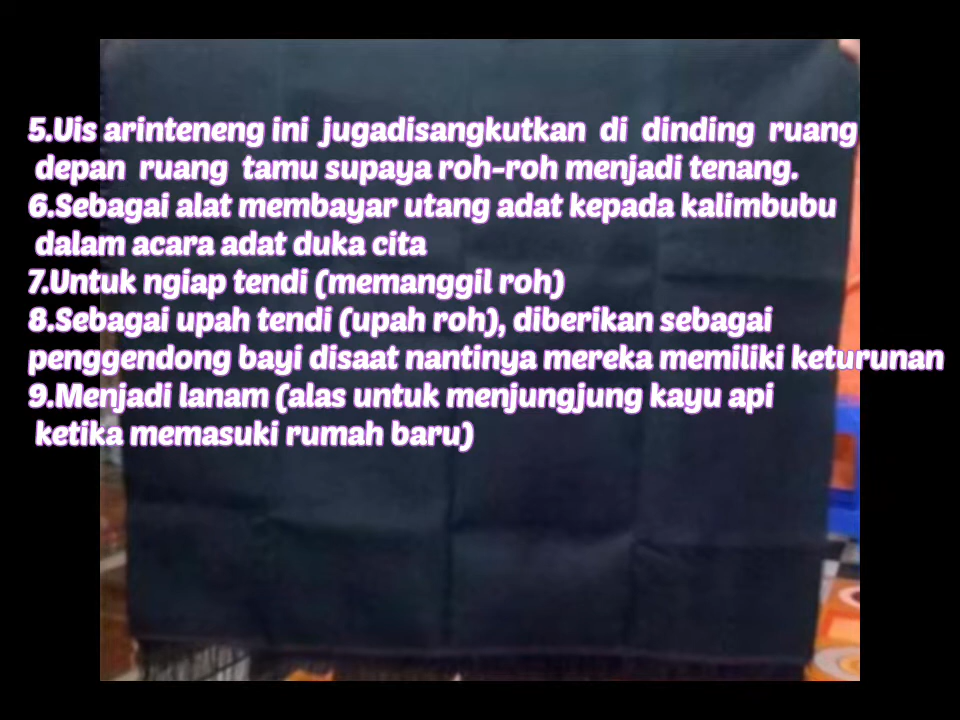 5.Uis arinteneng ini jugadisangkutkan di dinding ruang
depan ruang tamu supaya roh-roh menjadi tenang.
6.Sebagai alat membayar utang adat kepada kalimbubu
dalam acara adat duka cita
7.Untuk ngiap tendi (memanggil roh)
8.Sebagai upah tendi (upah roh), diberikan sebagai
penggendong bayi disaat nantinya mereka memiliki keturunan
9.Menjadi lanam (alas untuk menjungjung kayu api
ketika memasuki rumah baru)